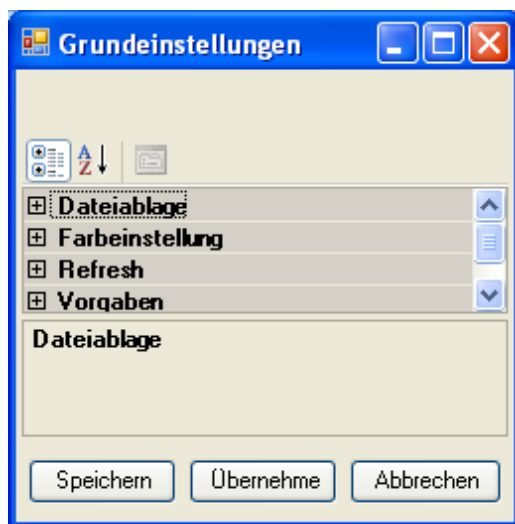 Grundeinstellungen
A
Z
Dateiablage
Farbeinstellung
Refresh
Vorgaben
Dateiablage
Speichern Übernehme Abbrechen